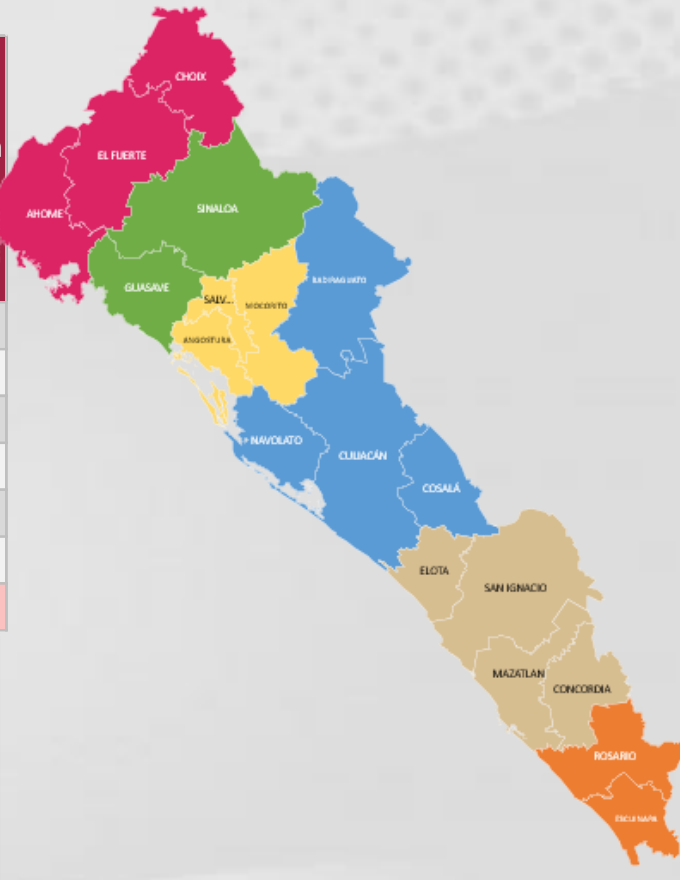 CHOIX
EL FUERTE
SINALOA
AHOME
BADIRAGUATO
GUASAVE
SALV...
MOCORITO
ANGOSTURA
NAVOLATO
CULIACÁN
COSALÁ
ELOTA
SAN IGNACIO
MAZATLAN
CONCORDIA
ROSARIO
ESCUINAPA